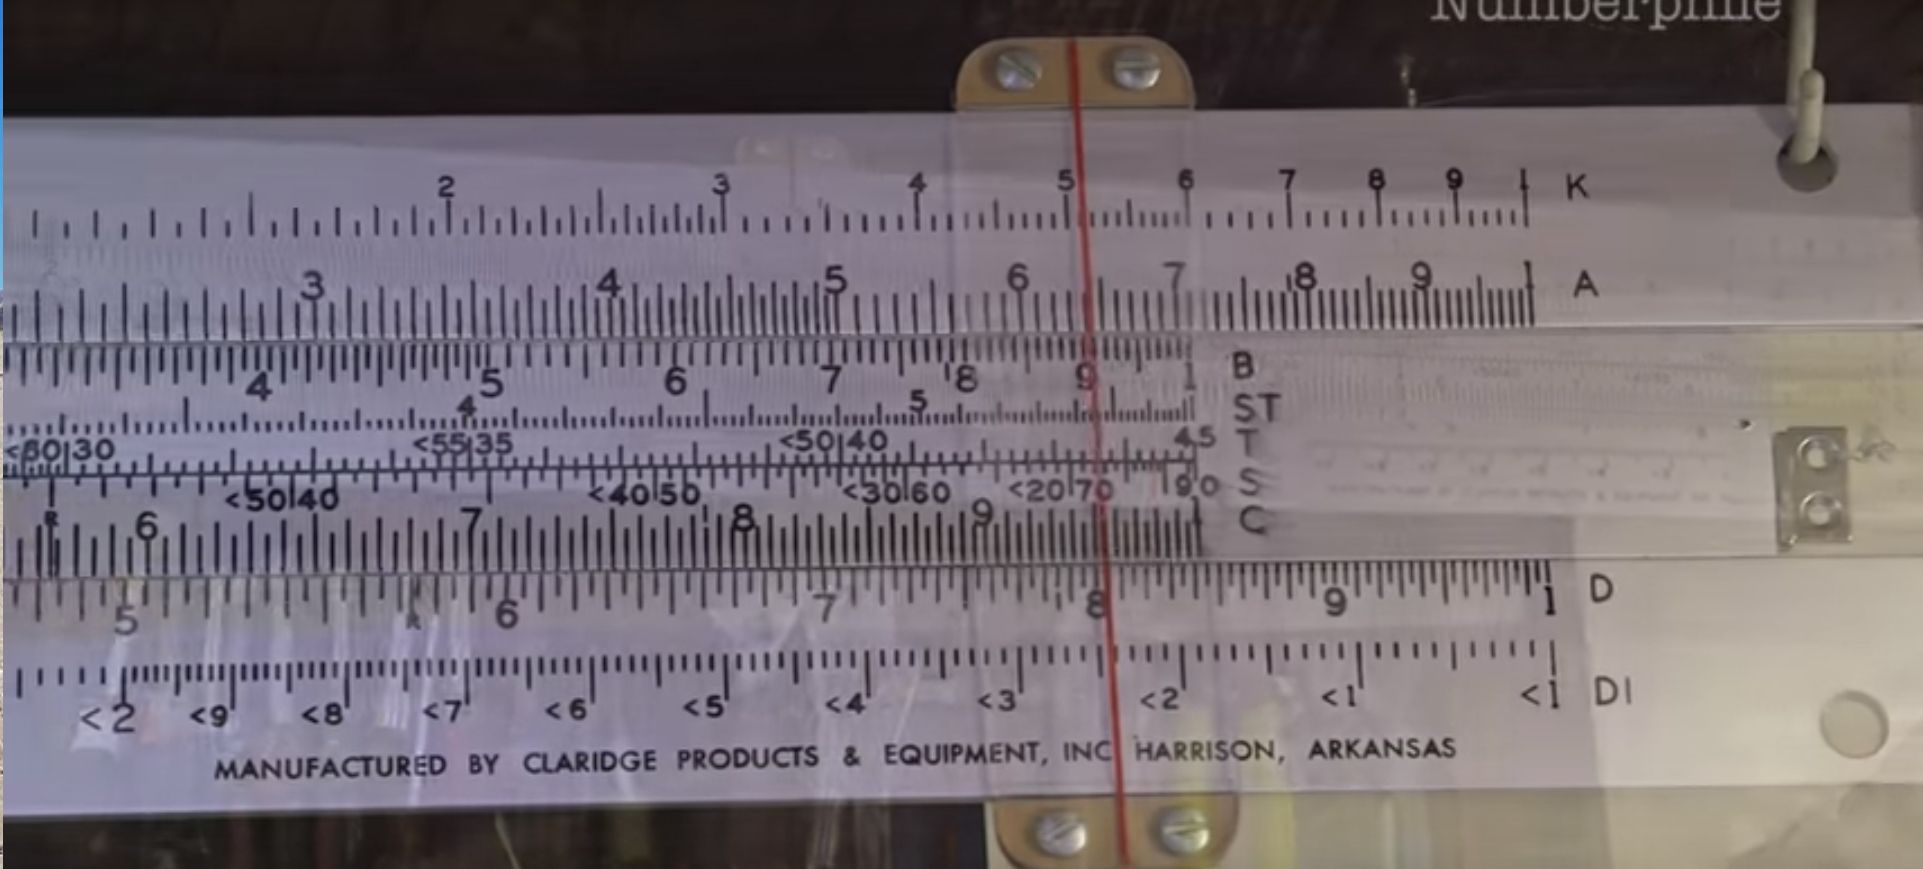 Numberphile
2 3 4 5 6 7 8 9 1 K
3 4 5 6 7 8 9 1 A
4 5 6 7 8 9 1 B
4 5 ST
<60|30 <55|35 <50|40 45 T
<50|40 <40|50 <30|60 <20|70 90 S
R 6 7 8 9 1 C
5 R 6 7 8 9 1 D
<2 <9 <8 <7 <6 <5 <4 <3 <2 <1 <1 DI
MANUFACTURED BY CLARIDGE PRODUCTS & EQUIPMENT, INC HARRISON, ARKANSAS